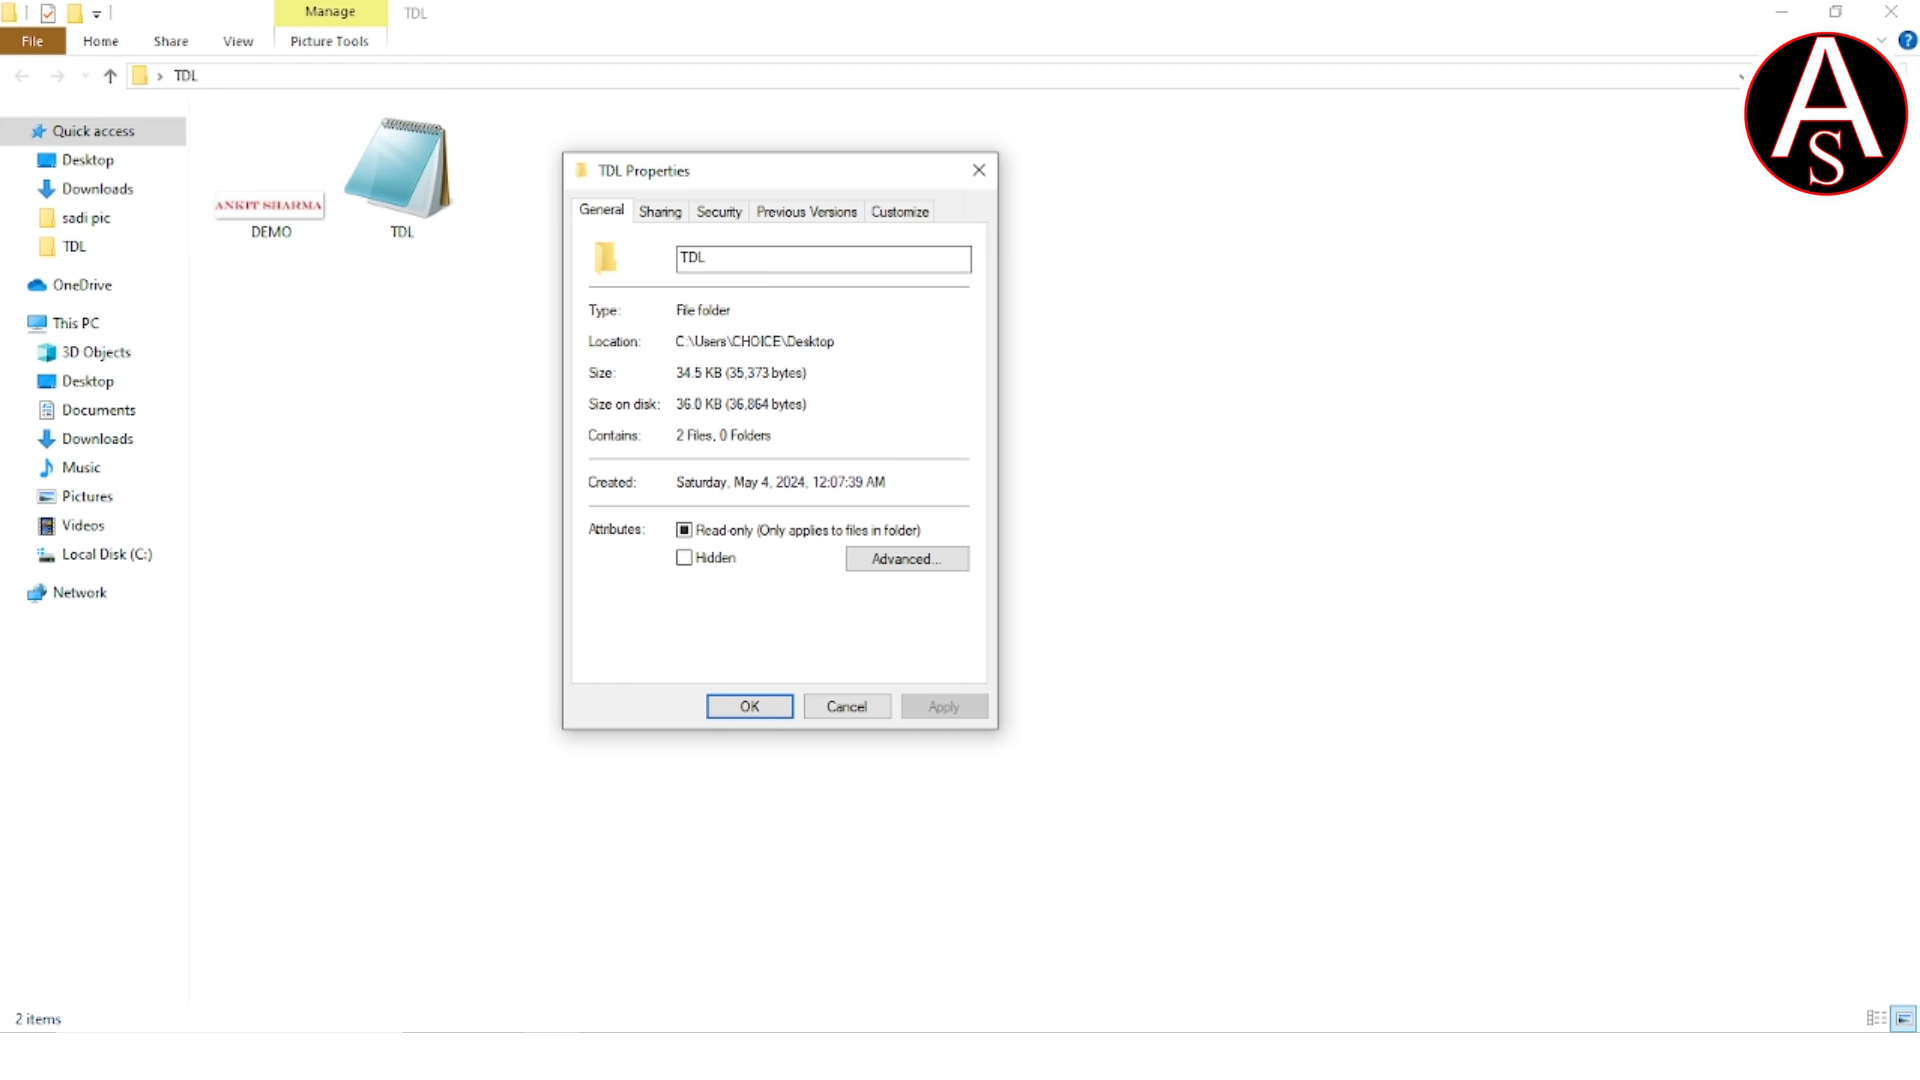 Manage
TDL
File
Home
Share
View
Picture Tools
TDL
Quick access
Desktop
Downloads
sadi pic
TDL
OneDrive
This PC
3D Objects
Desktop
Documents
Downloads
Music
Pictures
Videos
Local Disk (C:)
Network
ANKIT SHARMA
DEMO
TDL
TDL Properties
General
Sharing
Security
Previous Versions
Customize
TDL
Type: File folder
Location: C:\Users\CHOICE\Desktop
Size: 34.5 KB (35,373 bytes)
Size on disk: 36.0 KB (36,864 bytes)
Contains: 2 Files, 0 Folders
Created: Saturday, May 4, 2024, 12:07:39 AM
Attributes: Read-only (Only applies to files in folder)
Hidden
Advanced...
OK
Cancel
Apply
AS
2 items